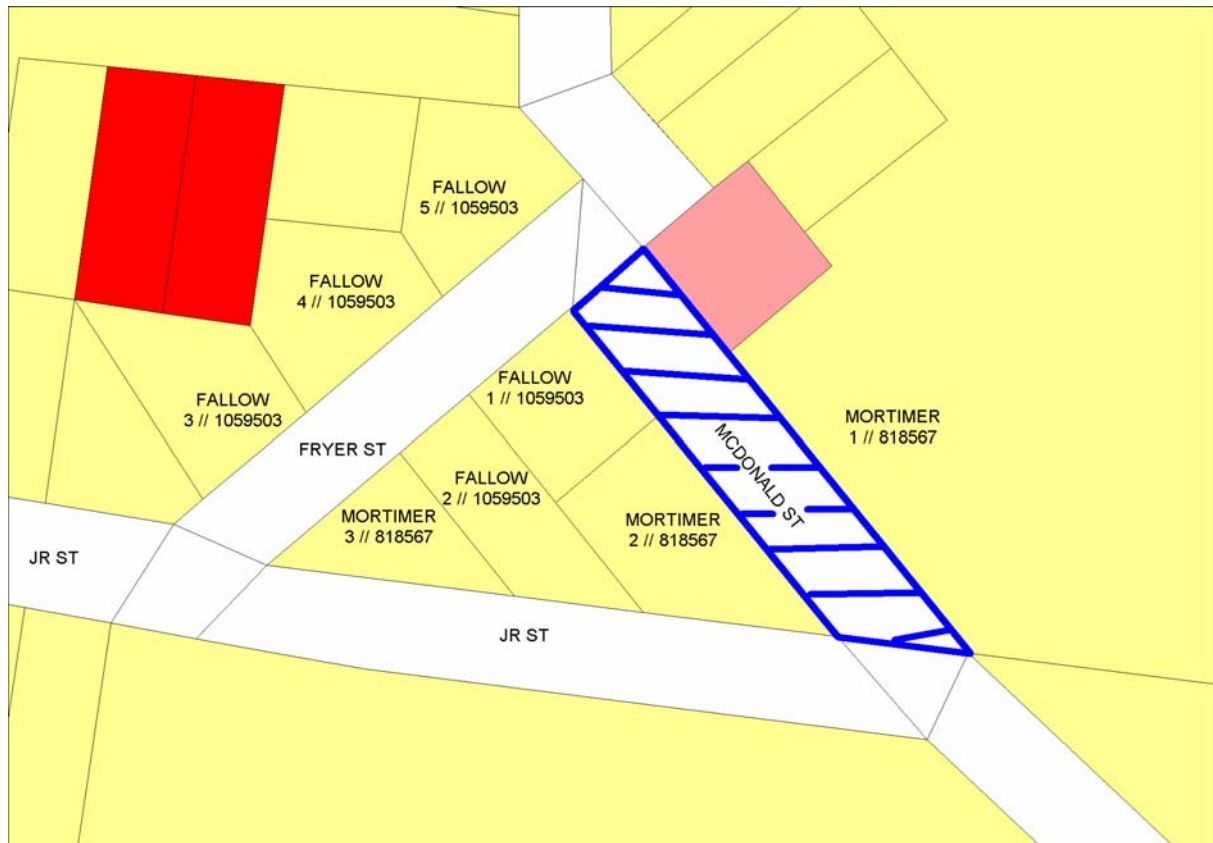 FALLOW
5 // 1059503
FALLOW
4 // 1059503
FALLOW
3 // 1059503
FRYER ST
FALLOW
1 // 1059503
FALLOW
2 // 1059503
MORTIMER
3 // 818567
MORTIMER
2 // 818567
MCDONALD ST
MORTIMER
1 // 818567
JR ST
JR ST